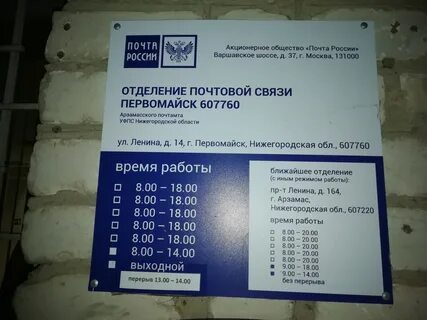 ПОЧТА
РОССИИ
Акционерное общество «Почта России»
Варшавское шоссе, д. 37, г. Москва, 131000
ОТДЕЛЕНИЕ ПОЧТОВОЙ СВЯЗИ
ПЕРВОМАЙСК 607760
Арзамасского почтамта
УФПС Нижегородской области
ул. Ленина, д. 14, г. Первомайск, Нижегородская обл., 607760
время работы
8.00 – 18.00
8.00 – 18.00
8.00 – 18.00
8.00 – 18.00
8.00 – 18.00
8.00 – 14.00
выходной
перерыв 13.00 – 14.00
ближайшее отделение
(с иным режимом работы):
пр-т Ленина, д. 164,
г. Арзамас,
Нижегородская обл., 607220
время работы
8.00 – 20.00
8.00 – 20.00
8.00 – 20.00
8.00 – 20.00
8.00 – 20.00
9.00 – 18.00
9.00 – 14.00
без перерыва